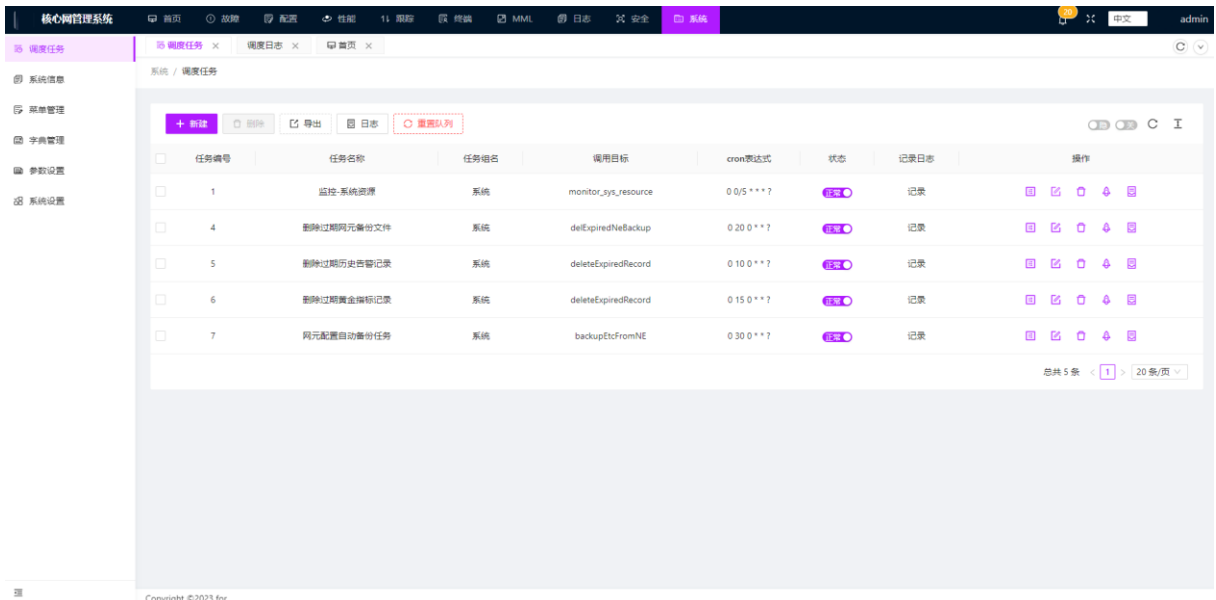 核心网管理系统 首页 故障 配置 性能 跟踪 终端 MML 日志 安全 系统 20 中文 admin
调度任务 调度任务 调度日志 首页
系统信息 系统 / 调度任务
菜单管理
+ 新建 删除 导出 日志 重置队列
字典管理
任务编号 任务名称 任务组名 调用目标 cron表达式 状态 记录日志 操作
参数设置
1 监控-系统资源 系统 monitor_sys_resource 0 0/5 * * * ? 正常 记录
系统设置
4 删除过期网元备份文件 系统 delExpiredNeBackup 0 20 0 * * ? 正常 记录
5 删除过期历史告警记录 系统 deleteExpiredRecord 0 10 0 * * ? 正常 记录
6 删除过期黄金指标记录 系统 deleteExpiredRecord 0 15 0 * * ? 正常 记录
7 网元配置自动备份任务 系统 backupEtcFromNE 0 30 0 * * ? 正常 记录
总共 5 条 < 1 > 20 条/页
Copyright ©2023 for